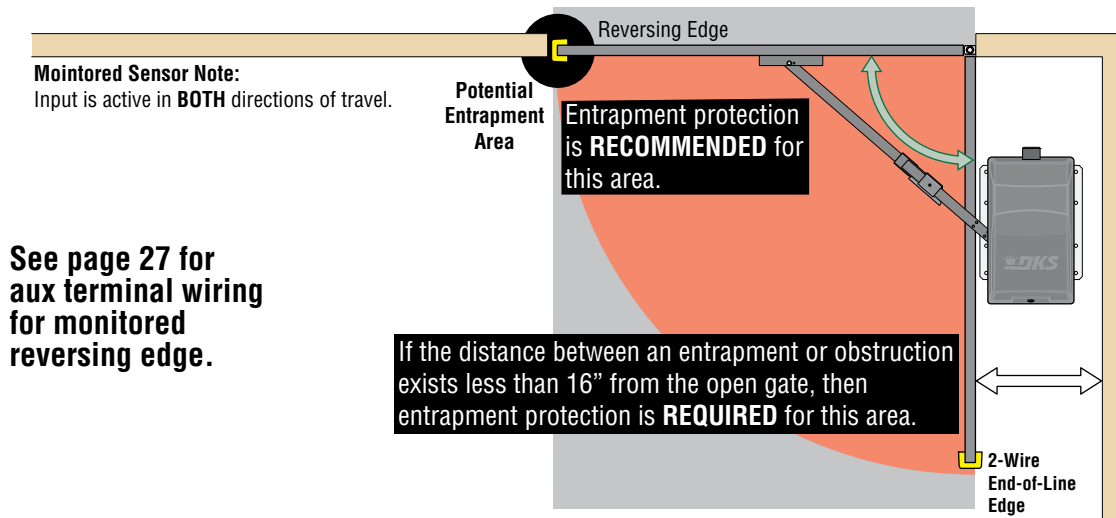 Reversing Edge
Mointored Sensor Note:
Input is active in BOTH directions of travel.
Potential
Entrapment
Area
Entrapment protection
is RECOMMENDED for
this area.
See page 27 for
aux terminal wiring
for monitored
reversing edge.
DKS
If the distance between an entrapment or obstruction
exists less than 16” from the open gate, then
entrapment protection is REQUIRED for this area.
2-Wire
End-of-Line
Edge